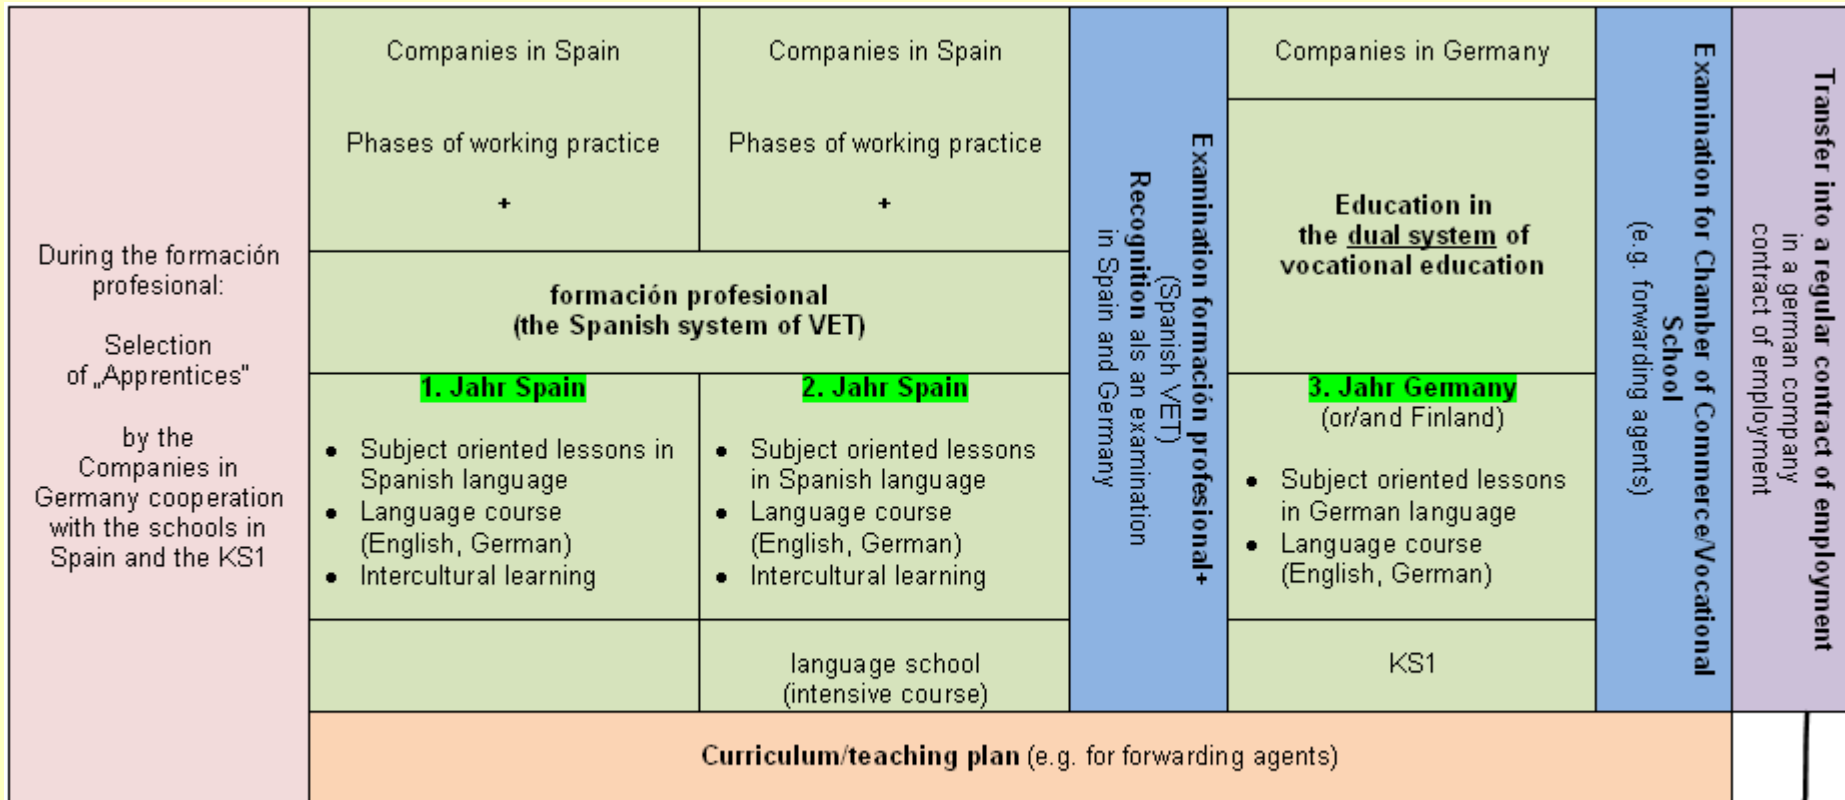 During the formación
profesional:
Selection
of „Apprentices"
by the
Companies in
Germany cooperation
with the schools in
Spain and the KS1
Companies in Spain
Phases of working practice
+
Companies in Spain
Phases of working practice
+
formación profesional
(the Spanish system of VET)
1. Jahr Spain
• Subject oriented lessons in
Spanish language
• Language course
(English, German)
• Intercultural learning
2. Jahr Spain
• Subject oriented lessons
in Spanish language
• Language course
(English, German)
• Intercultural learning
language school
(intensive course)
Examination formación profesional+
(Spanish VET)
Recognition als an examination
in Spain and Germany
Companies in Germany
Education in
the dual system of
vocational education
3. Jahr Germany
(or/and Finland)
• Subject oriented lessons
in German language
• Language course
(English, German)
KS1
Examination for Chamber of Commerce/Vocational
School
(e.g. forwarding agents)
Transfer into a regular contract of employment
in a german company
contract of employment
Curriculum/teaching plan (e.g. for forwarding agents)